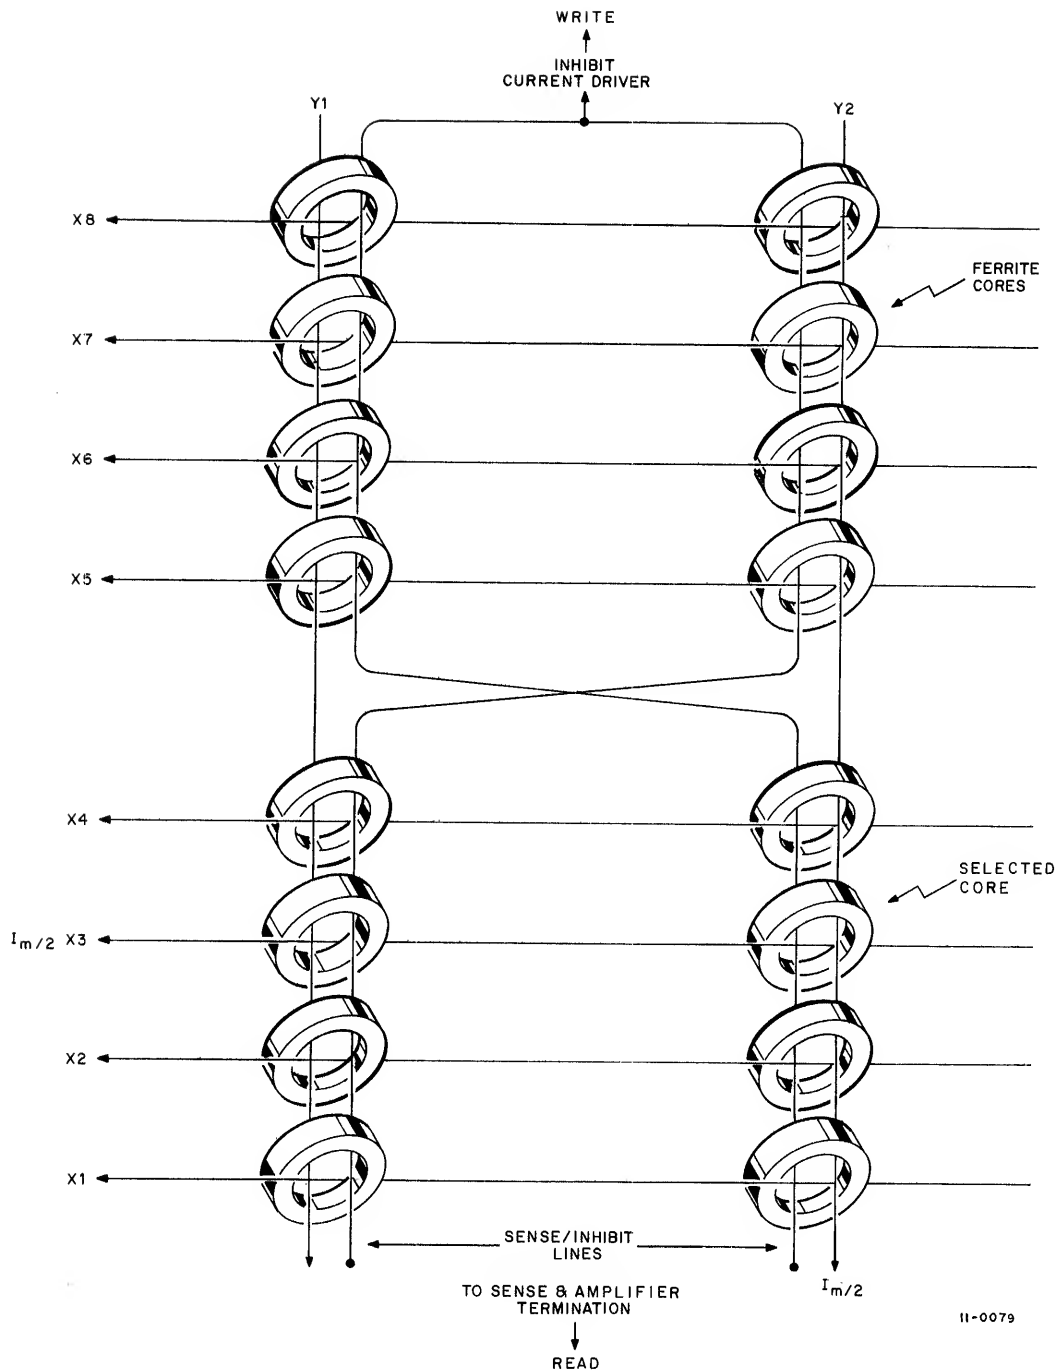 WRITE
INHIBIT
CURRENT DRIVER
Y1
Y2
X8
FERRITE
CORES
X7
X6
X5
X4
SELECTED
CORE
Im/2 X3
X2
X1
SENSE/INHIBIT
LINES
Im/2
TO SENSE & AMPLIFIER
TERMINATION
11-0079
READ